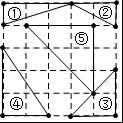 ① ②
⑤
④ ③